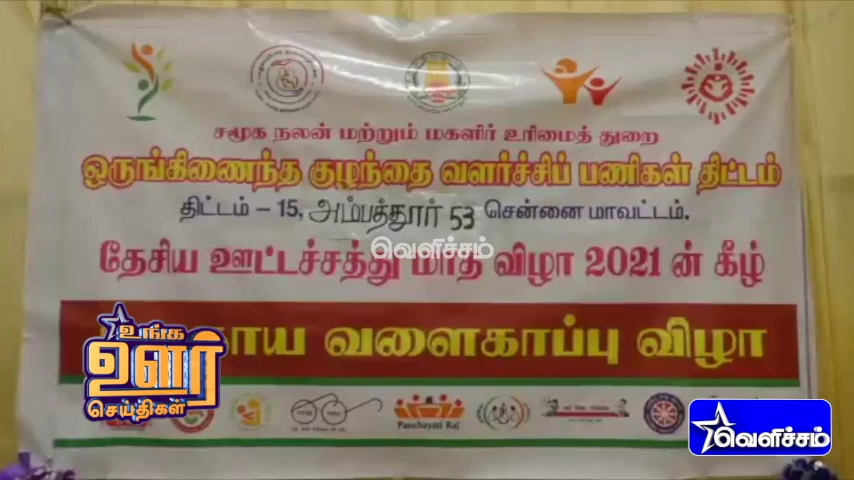 சமூக நலன் மற்றும் மகளிர் உரிமைத் துறை
ஒருங்கிணைந்த குழந்தை வளர்ச்சிப் பணிகள் திட்டம்
திட்டம் – 15, அம்பத்தூர் 53 சென்னை மாவட்டம்.
வெளிச்சம்
தேசிய ஊட்டச்சத்து மாத விழா 2021 ன் கீழ்
வளைகாப்பு விழா
உங்க
ஊர்
செய்திகள்
Panchayati Raj
வெளிச்சம்